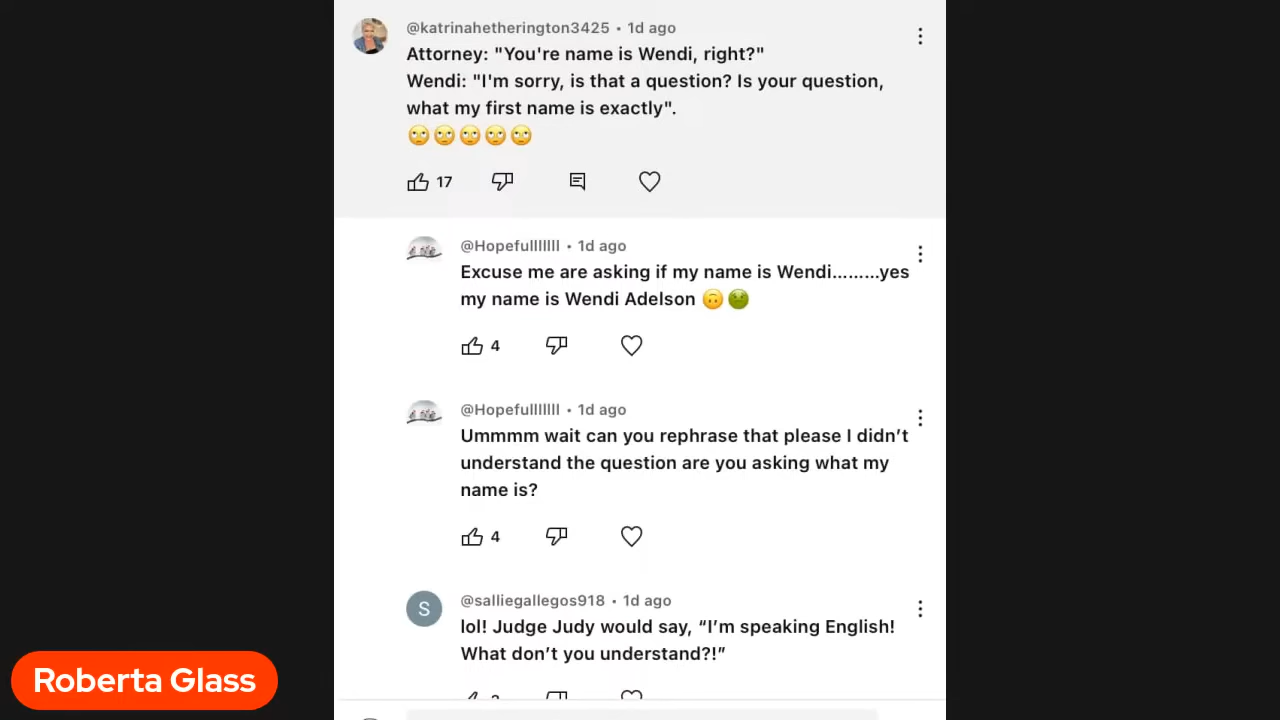 @katrinahetherington3425 • 1d ago
Attorney: "You're name is Wendi, right?"
Wendi: "I'm sorry, is that a question? Is your question,
what my first name is exactly".
🙄🙄🙄🙄🙄
17
@Hopefulllllll • 1d ago
Excuse me are asking if my name is Wendi.........yes
my name is Wendi Adelson 🙃🤢
4
@Hopefulllllll • 1d ago
Ummmm wait can you rephrase that please I didn’t
understand the question are you asking what my
name is?
4
S
@salliegallegos918 • 1d ago
lol! Judge Judy would say, “I’m speaking English!
What don’t you understand?!”
Roberta Glass